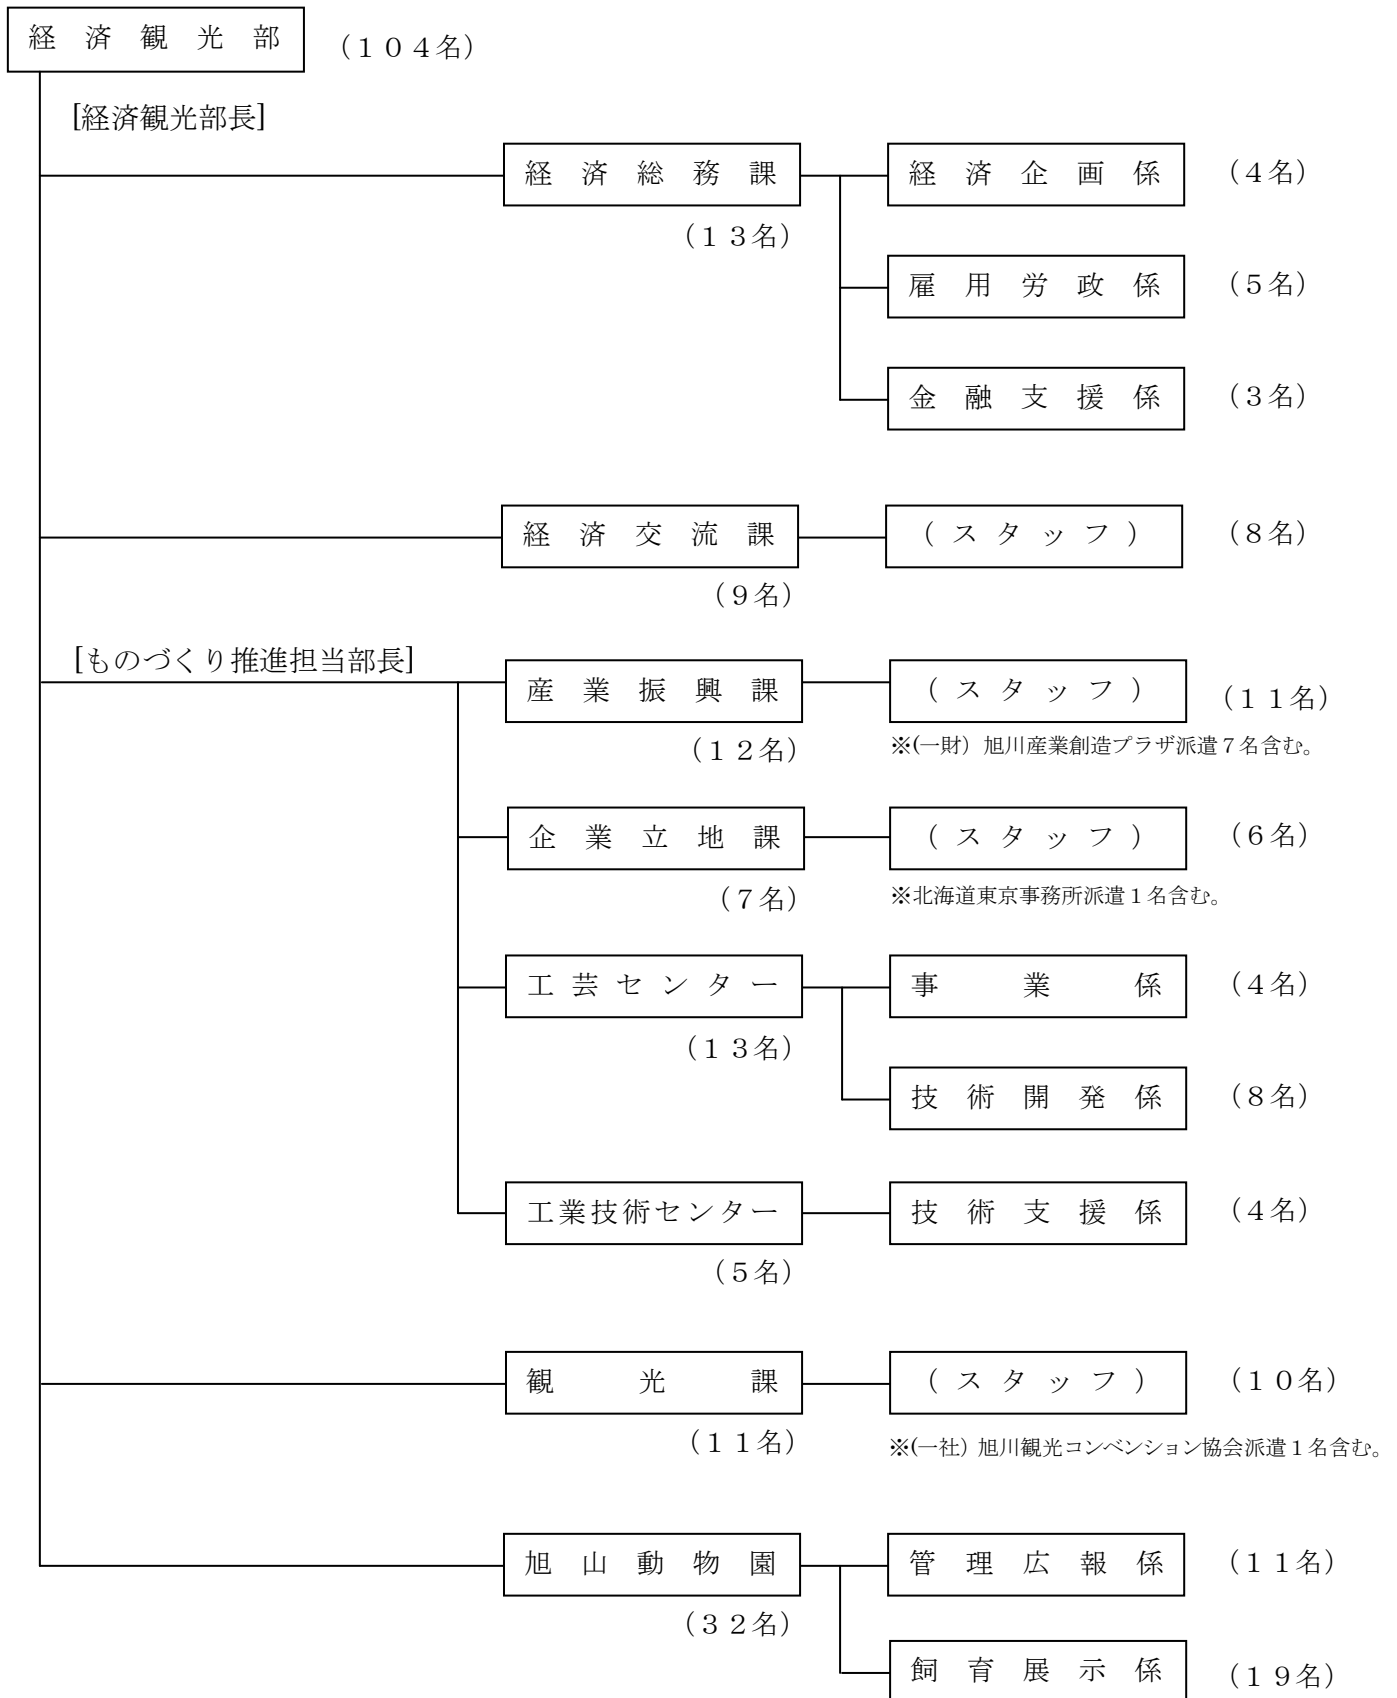 経済観光部 （１０４名）
[経済観光部長]
経済総務課 経済企画係 （４名）
（１３名）
雇用労政係 （５名）
金融支援係 （３名）
経済交流課 （スタッフ） （８名）
（９名）
[ものづくり推進担当部長]
産業振興課 （スタッフ） （１１名）
（１２名） ※(一財）旭川産業創造プラザ派遣７名含む。
企業立地課 （スタッフ） （６名）
（７名） ※北海道東京事務所派遣１名含む。
工芸センター 事業係 （４名）
（１３名）
技術開発係 （８名）
工業技術センター 技術支援係 （４名）
（５名）
観光課 （スタッフ） （１０名）
（１１名） ※(一社）旭川観光コンベンション協会派遣１名含む。
旭山動物園 管理広報係 （１１名）
（３２名）
飼育展示係 （１９名）